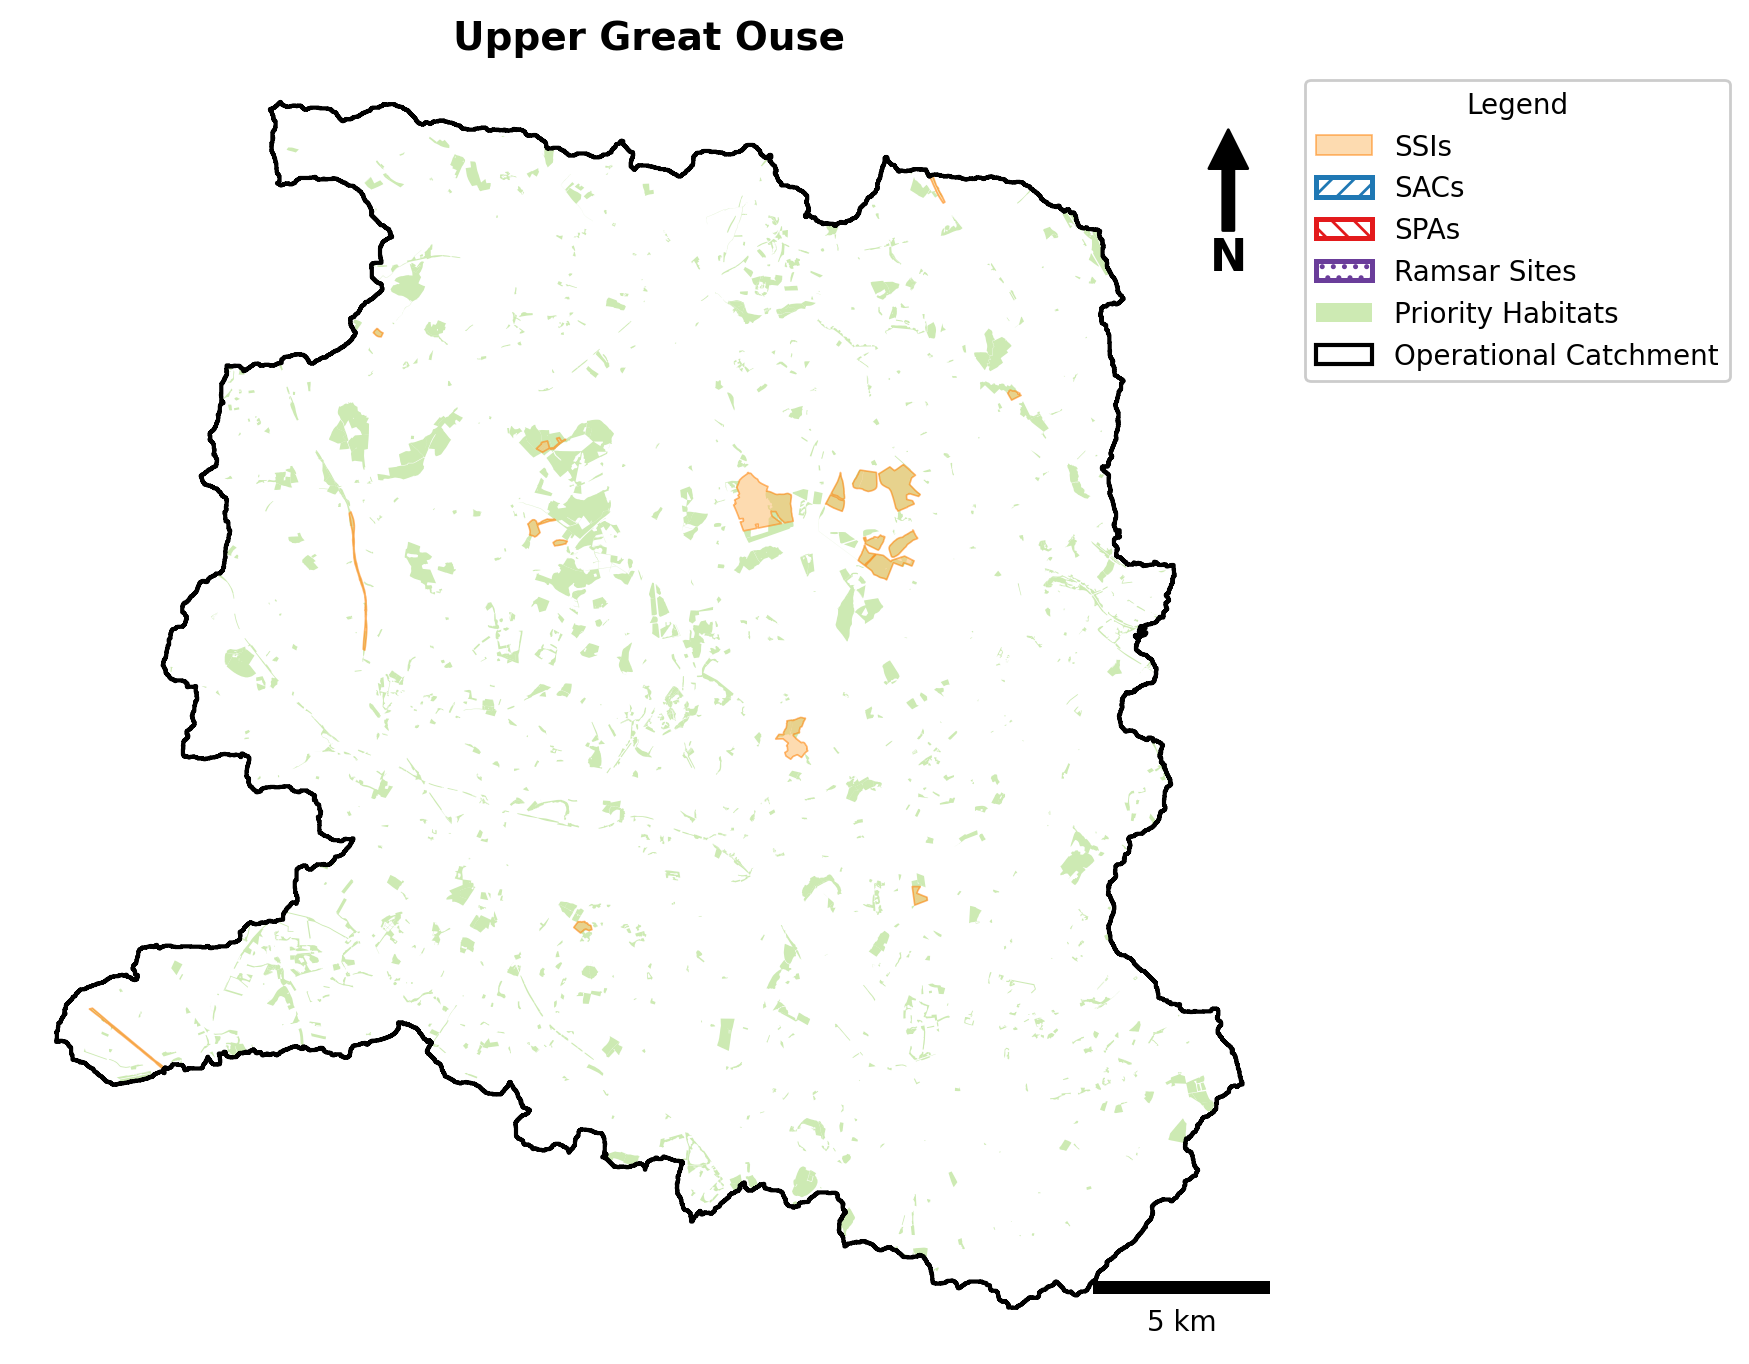 Upper Great Ouse
Legend
SSIs
SACs
SPAs
Ramsar Sites
Priority Habitats
Operational Catchment
N
5 km